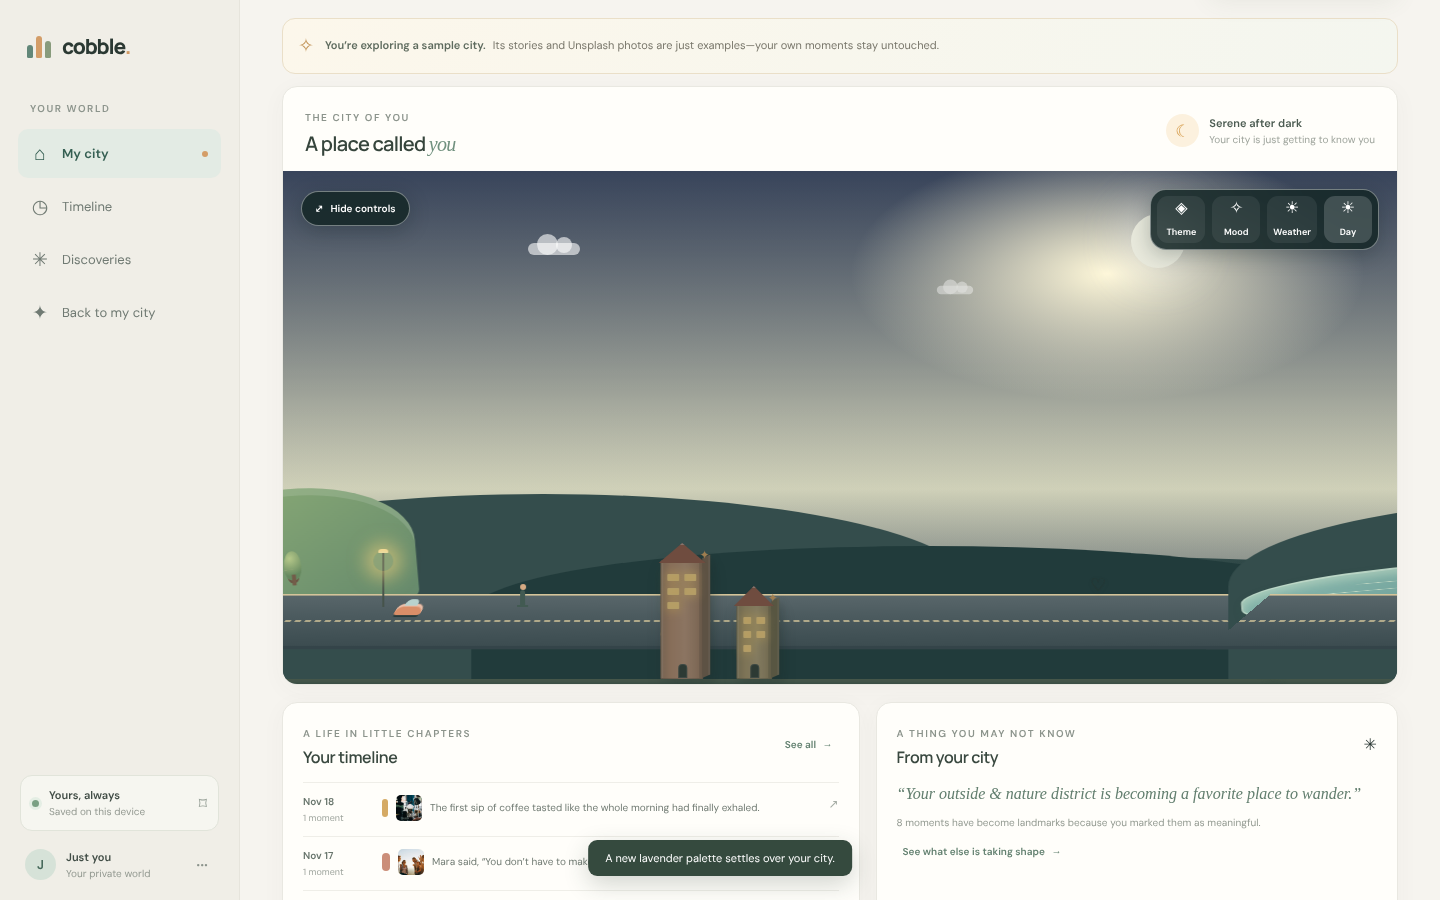 cobble.
YOUR WORLD
My city
Timeline
Discoveries
Back to my city
Yours, always
Saved on this device
J
Just you
Your private world
You're exploring a sample city. Its stories and Unsplash photos are just examples—your own moments stay untouched.
THE CITY OF YOU
A place called you
Serene after dark
Your city is just getting to know you
Hide controls
Theme
Mood
Weather
Day
A LIFE IN LITTLE CHAPTERS
Your timeline
See all →
Nov 18
1 moment
The first sip of coffee tasted like the whole morning had finally exhaled.
Nov 17
1 moment
Mara said, “You don’t have to mak
A new lavender palette settles over your city.
A THING YOU MAY NOT KNOW
From your city
“Your outside & nature district is becoming a favorite place to wander.”
8 moments have become landmarks because you marked them as meaningful.
See what else is taking shape →